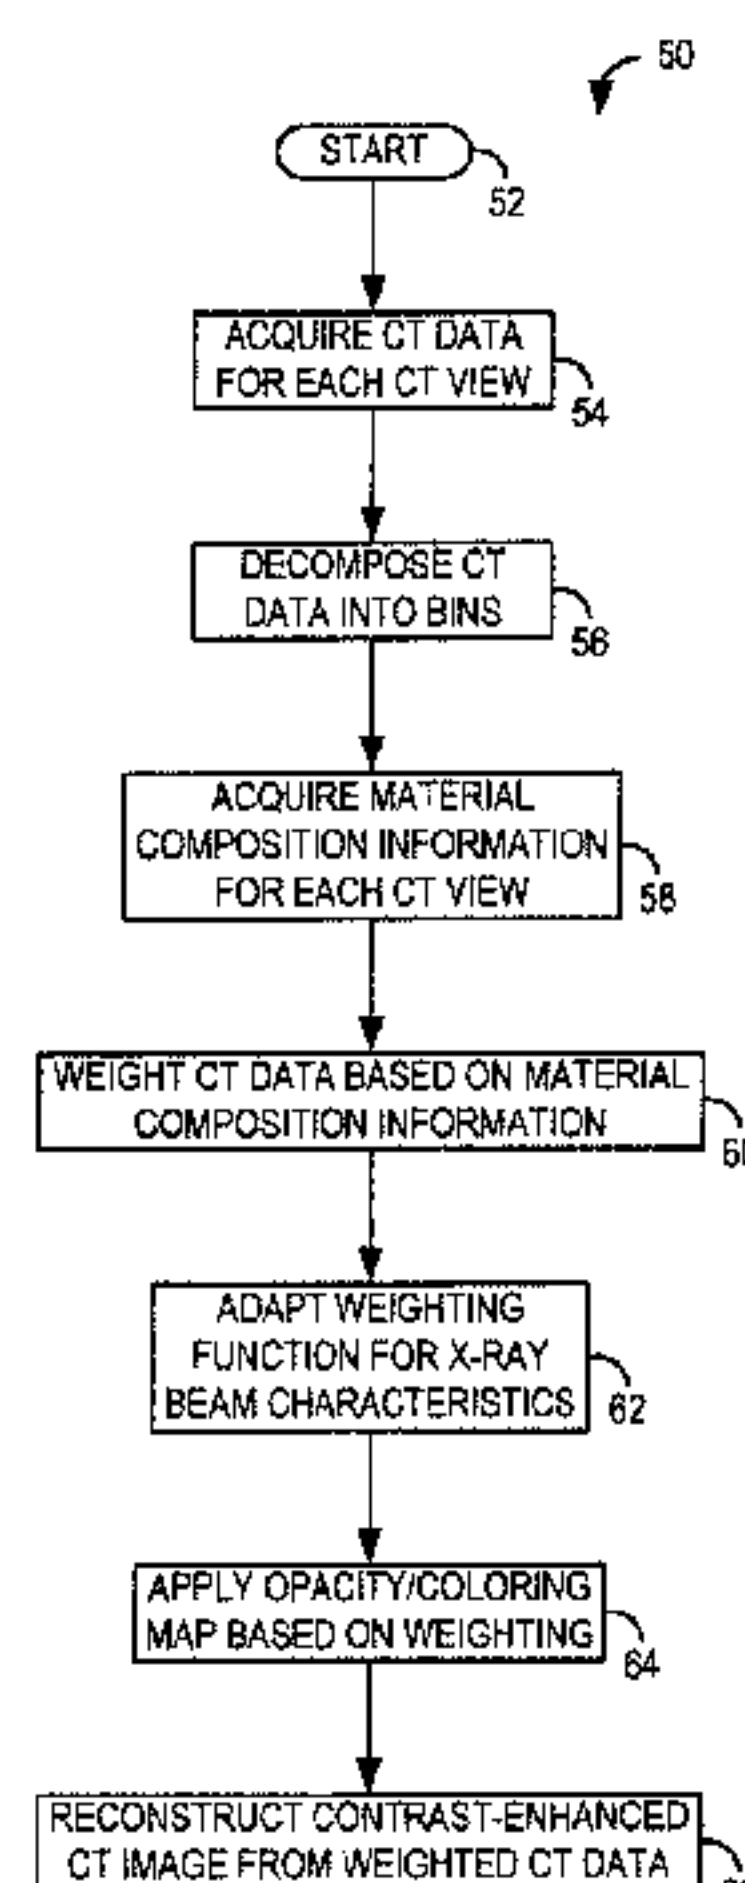 50
START
52
ACQUIRE CT DATA
FOR EACH CT VIEW
54
DECOMPOSE CT
DATA INTO BINS
56
ACQUIRE MATERIAL
COMPOSITION INFORMATION
FOR EACH CT VIEW
58
WEIGHT CT DATA BASED ON MATERIAL
COMPOSITION INFORMATION
ADAPT WEIGHTING
FUNCTION FOR X-RAY
BEAM CHARACTERISTICS
62
APPLY OPACITY/COLORING
MAP BASED ON WEIGHTING
64
RECONSTRUCT CONTRAST-ENHANCED
CT IMAGE FROM WEIGHTED CT DATA